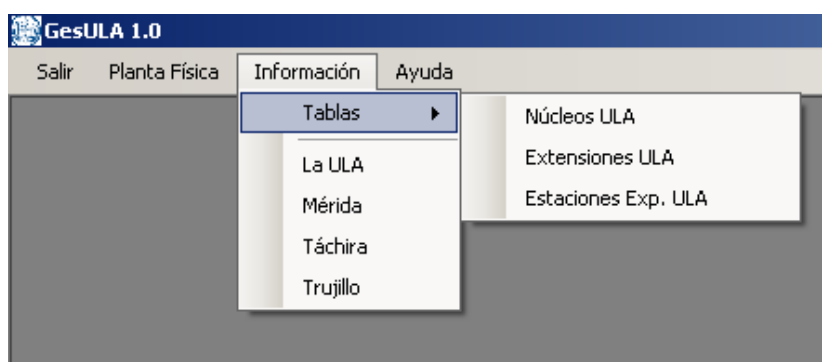 GesULA 1.0
Salir Planta Física Información Ayuda
Tablas
Núcleos ULA
Extensiones ULA
Estaciones Exp. ULA
La ULA
Mérida
Táchira
Trujillo